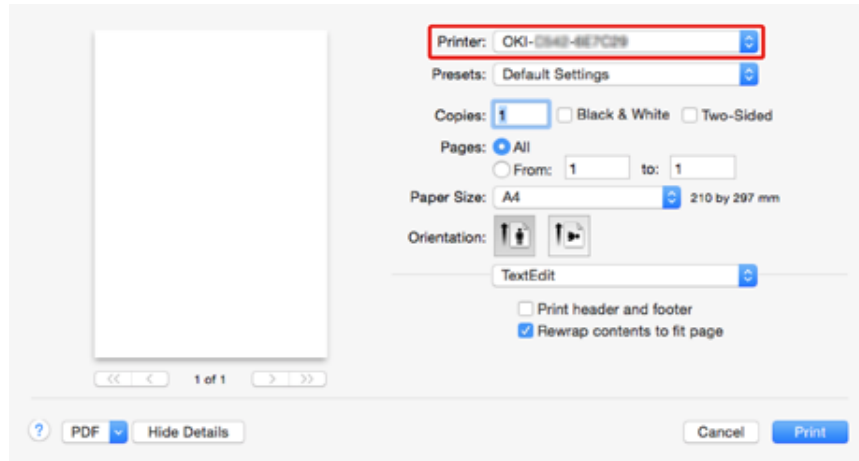 Printer: OKI-
Presets: Default Settings
Copies: 1 Black & White Two-Sided
Pages: All
From: 1 to: 1
Paper Size: A4 210 by 297 mm
Orientation:
TextEdit
Print header and footer
Rewrap contents to fit page
<< < 1 of 1 > >>
? PDF Hide Details Cancel Print